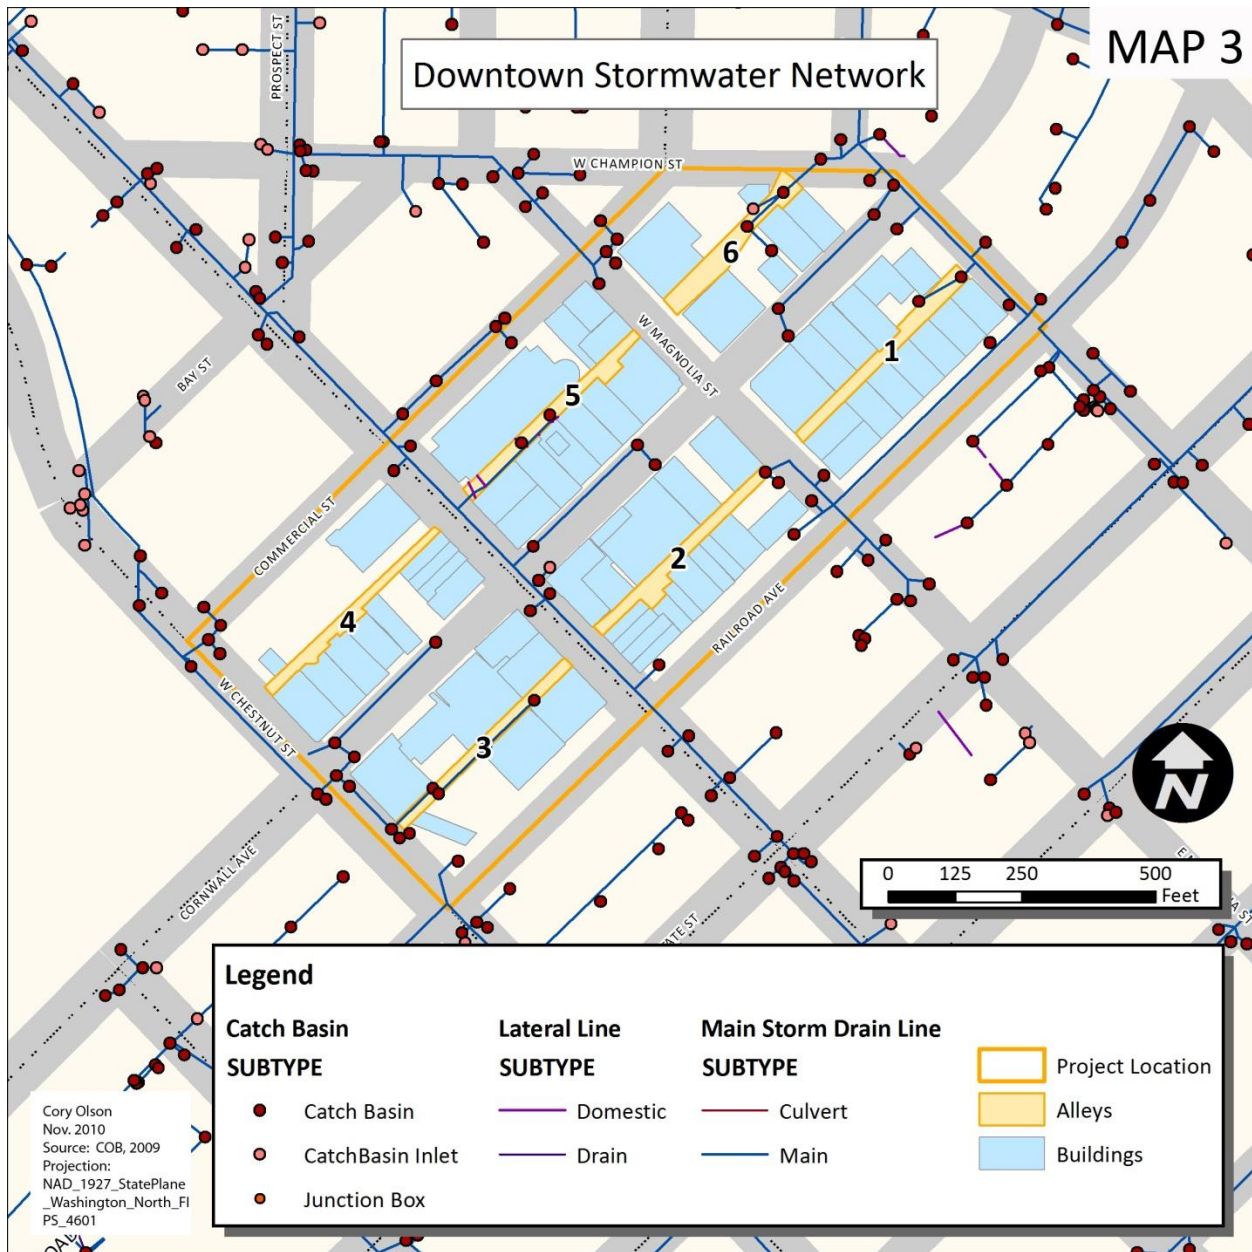 MAP 3
Downtown Stormwater Network
PROSPECT ST
W CHAMPION ST
BAY ST
W MAGNOLIA ST
COMMERCIAL ST
W CHESTNUT ST
RAILROAD AVE
CORNWALL AVE
6
1
5
2
4
3
N
0 125 250 500
Feet
Legend
Catch Basin
SUBTYPE
Catch Basin
CatchBasin Inlet
Junction Box
Lateral Line
SUBTYPE
Domestic
Drain
Main Storm Drain Line
SUBTYPE
Culvert
Main
Project Location
Alleys
Buildings
Cory Olson
Nov. 2010
Source: COB, 2009
Projection:
NAD_1927_StatePlane
_Washington_North_FI
PS_4601